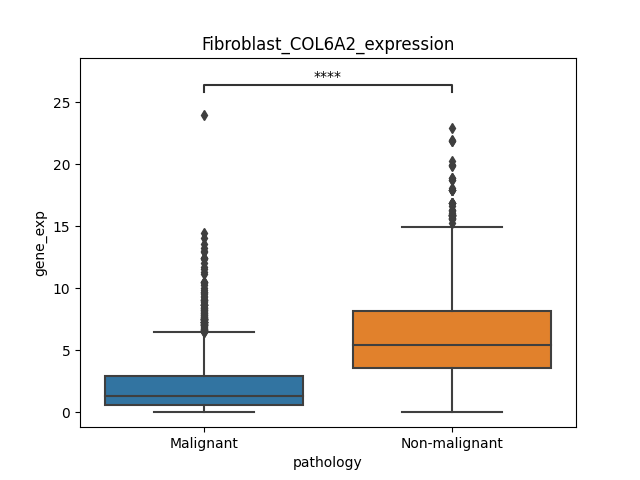 Fibroblast_COL6A2_expression
****
25
20
15
10
5
0
gene_exp
Malignant
Non-malignant
pathology